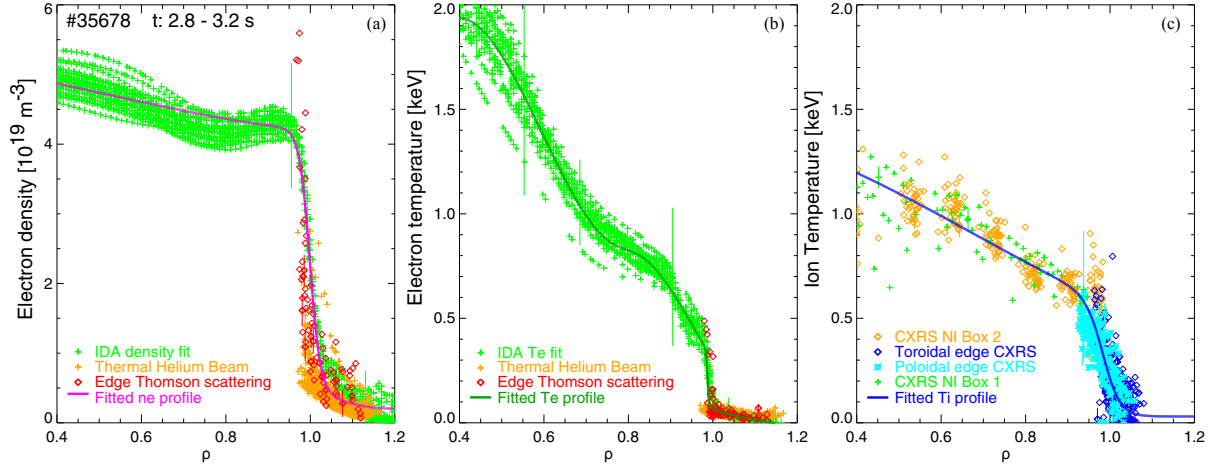 #35678 t: 2.8 - 3.2 s
(a)
Electron density [10^19 m^-3]
6
4
2
0
IDA density fit
Thermal Helium Beam
Edge Thomson scattering
Fitted ne profile
0.4 0.6 0.8 1.0 1.2
ρ
(b)
Electron temperature [keV]
2.0
1.5
1.0
0.5
0.0
IDA Te fit
Thermal Helium Beam
Edge Thomson scattering
Fitted Te profile
0.4 0.6 0.8 1.0 1.2
ρ
(c)
Ion Temperature [keV]
2.0
1.5
1.0
0.5
0.0
CXRS NI Box 2
Toroidal edge CXRS
Poloidal edge CXRS
CXRS NI Box 1
Fitted Ti profile
0.4 0.6 0.8 1.0 1.2
ρ